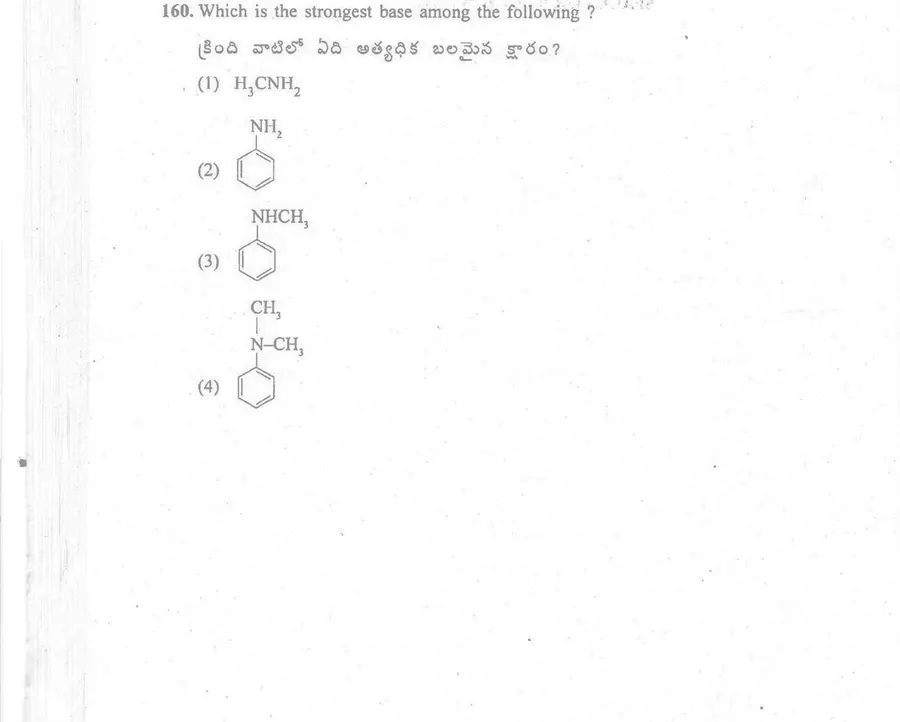 160. Which is the strongest base among the following ?
క్రింది వాటిలో ఏది అత్యధిక బలమైన క్షారం?
(1) H₃CNH₂
NH₂
(2)
NHCH₃
(3)
CH₃
N–CH₃
(4)